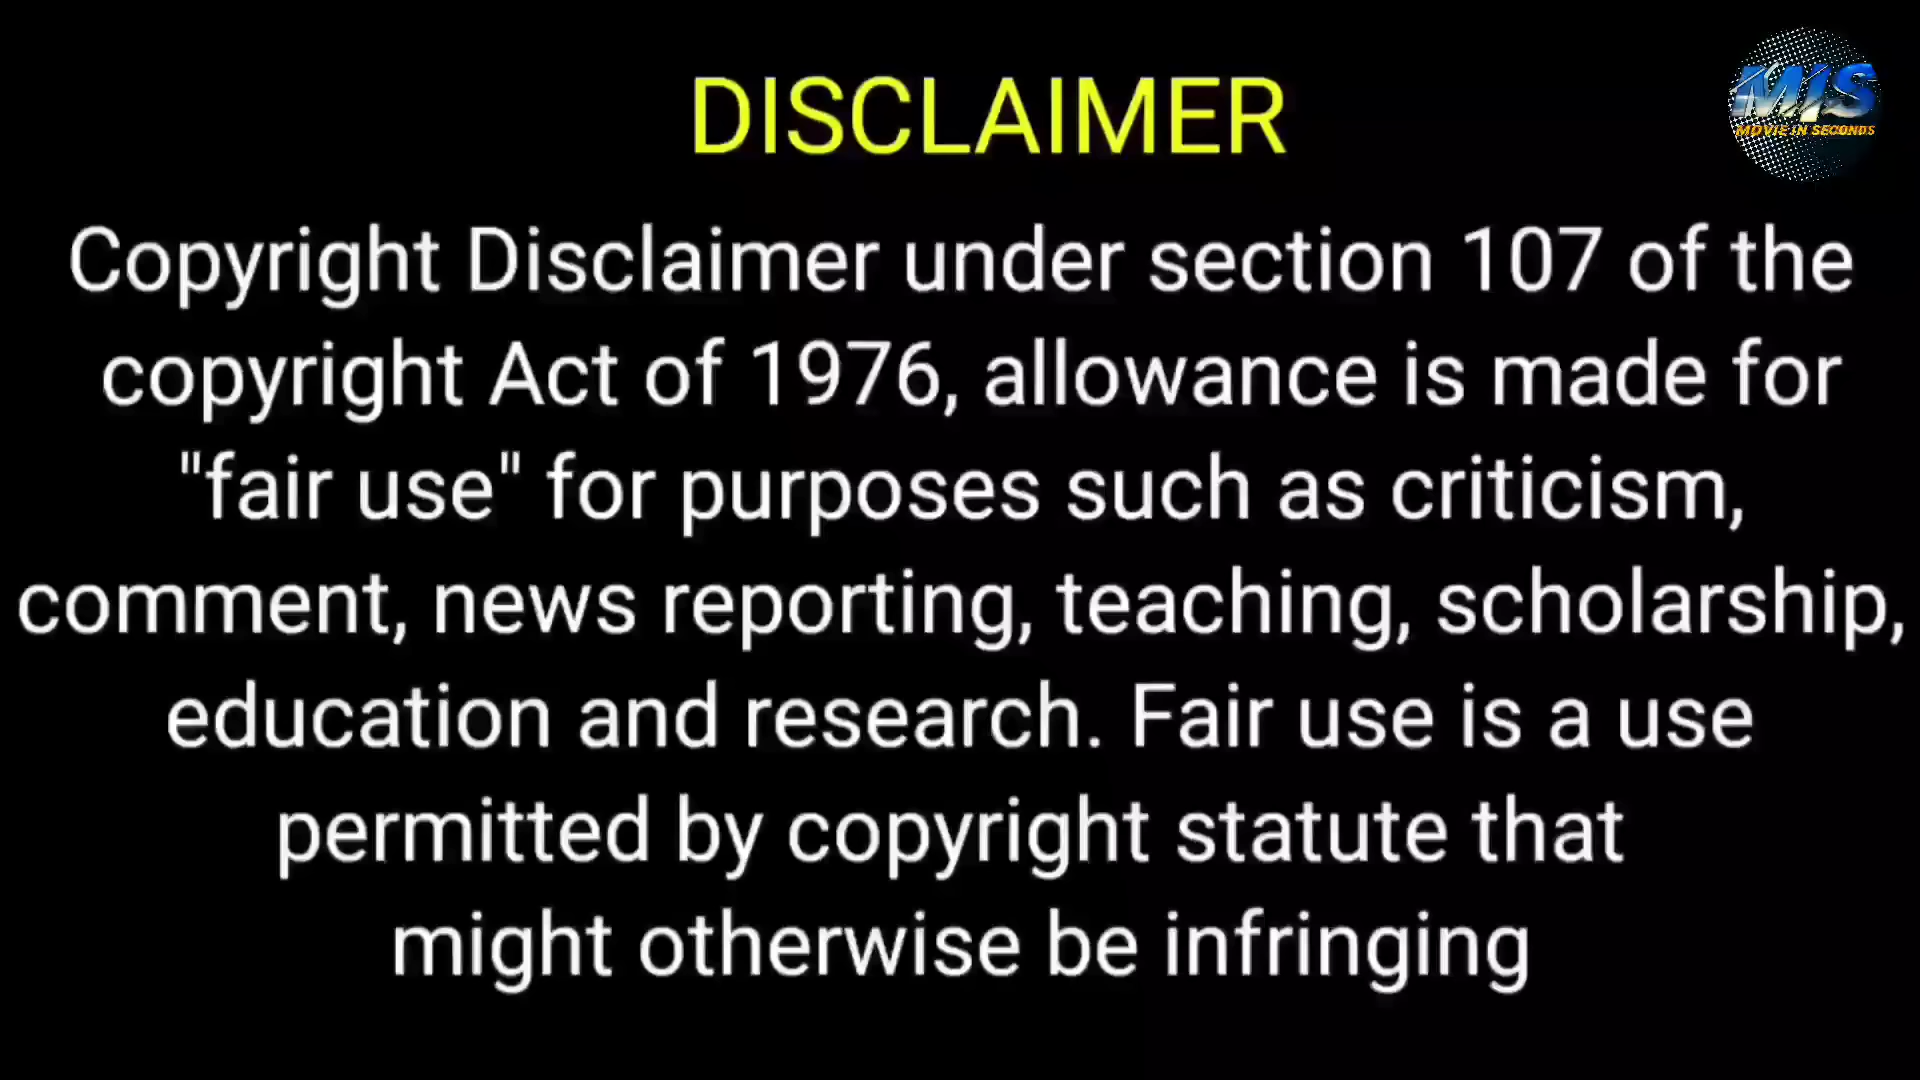 DISCLAIMER
MIS
MOVIE IN SECONDS
Copyright Disclaimer under section 107 of the
copyright Act of 1976, allowance is made for
"fair use" for purposes such as criticism,
comment, news reporting, teaching, scholarship,
education and research. Fair use is a use
permitted by copyright statute that
might otherwise be infringing